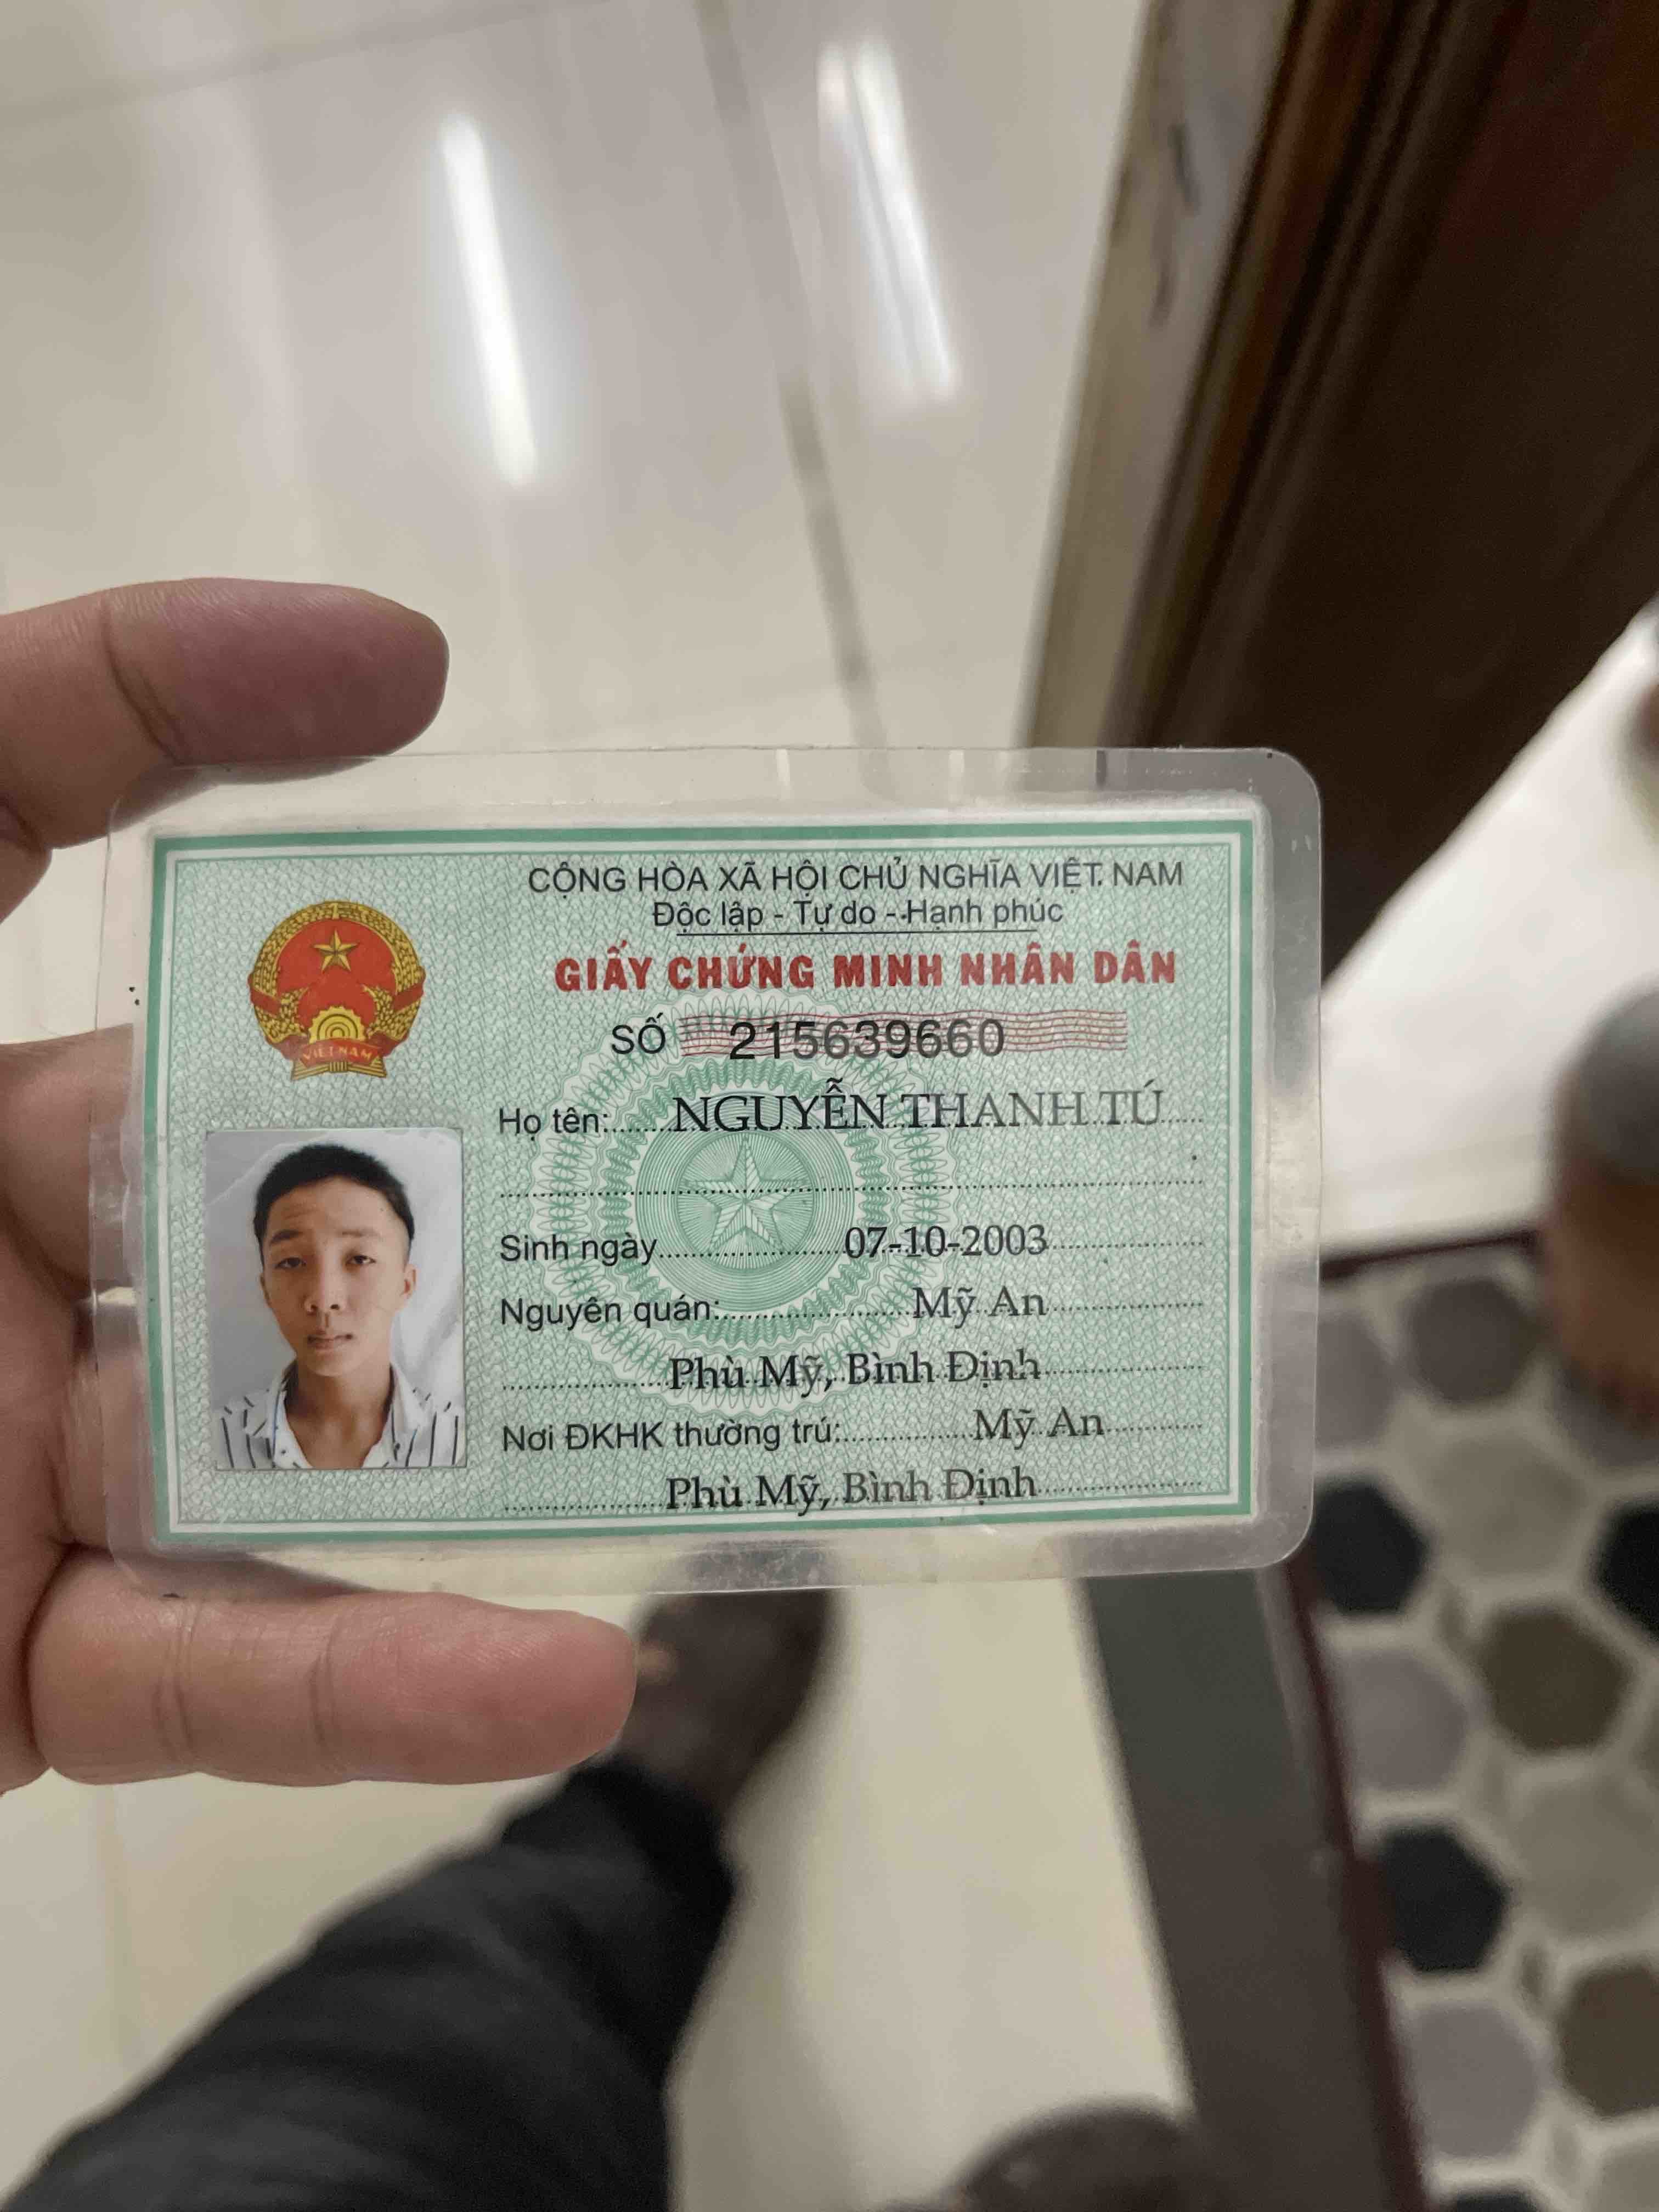 CỘNG HÒA XÃ HỘI CHỦ NGHĨA VIỆT NAM
Độc lập - Tự do - Hạnh phúc
GIẤY CHỨNG MINH NHÂN DÂN
SỐ 215639660
VIỆT NAM
Họ tên: NGUYỄN THANH TÚ
Sinh ngày 07-10-2003
Nguyên quán: Mỹ An
Phù Mỹ, Bình Định
Nơi ĐKHK thường trú: Mỹ An
Phù Mỹ, Bình Định